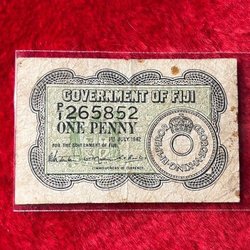 GOVERNMENT OF FIJI
P/1 265852
ONE PENNY
1ST JULY 1942
FOR THE GOVERNMENT OF FIJI
COMMISSIONERS OF CURRENCY